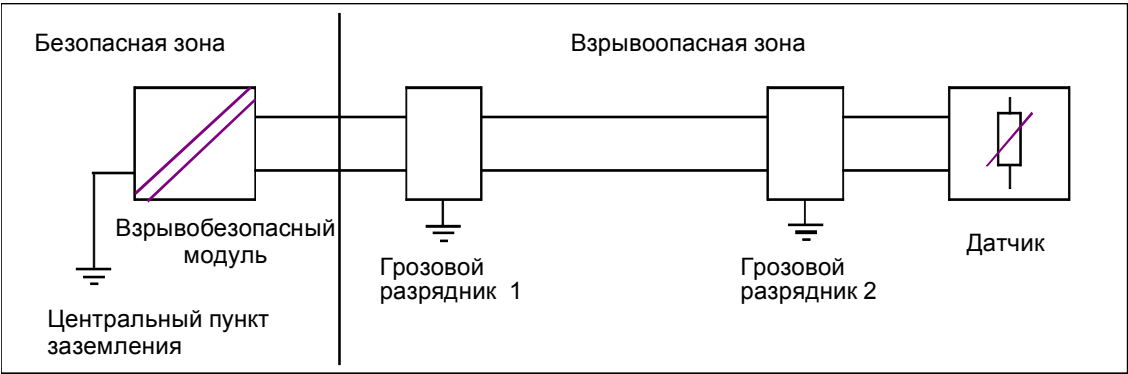 Безопасная зона
Взрывоопасная зона
Взрывобезопасный
модуль
Грозовой
разрядник 1
Грозовой
разрядник 2
Датчик
Центральный пункт
заземления